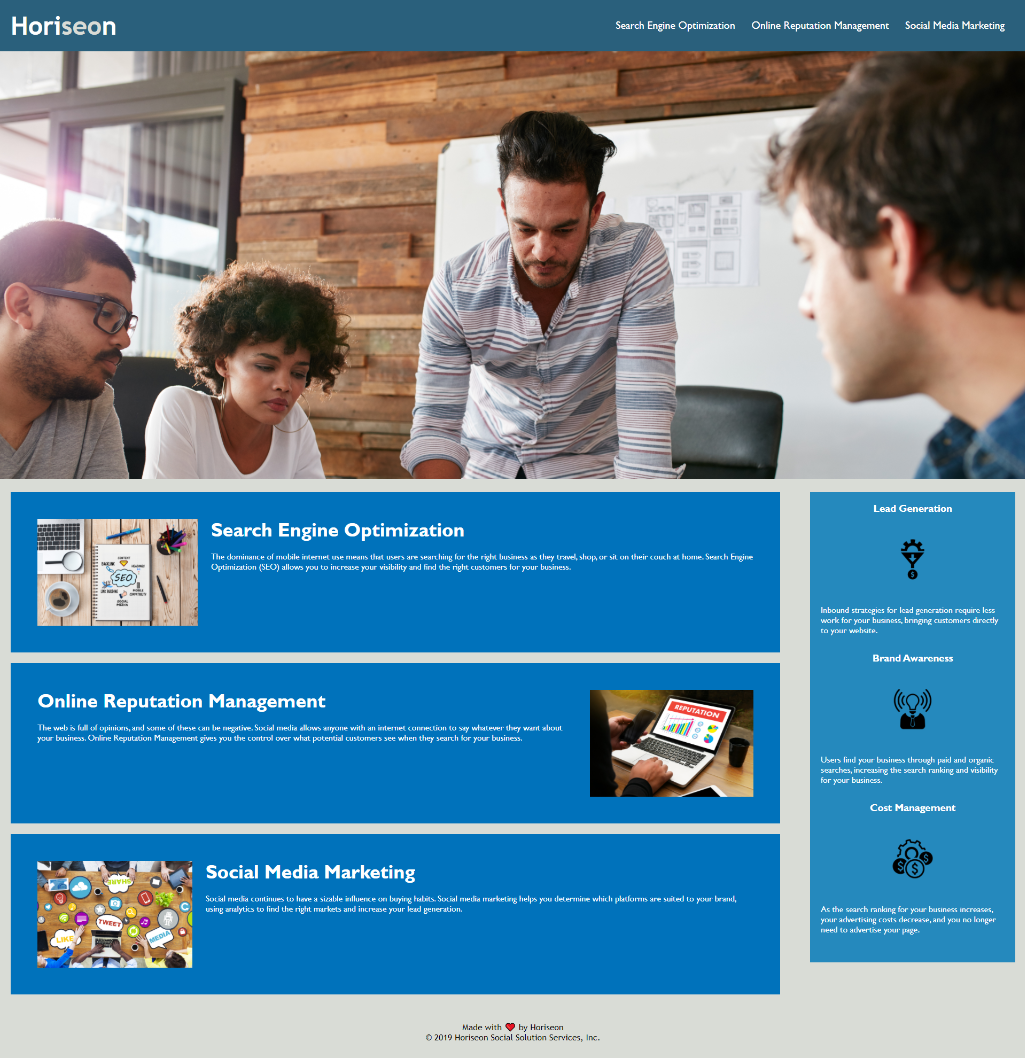 Horiseon
Search Engine Optimization
Online Reputation Management
Social Media Marketing
Search Engine Optimization
The dominance of mobile internet use means that users are searching for the right business as they travel, shop, or sit on their couch at home. Search Engine
Optimization (SEO) allows you to increase your visibility and find the right customers for your business.
SEO
Online Reputation Management
The web is full of opinions, and some of these can be negative. Social media allows anyone with an internet connection to say whatever they want about
your business. Online Reputation Management gives you the control over what potential customers see when they search for your business.
REPUTATION
Social Media Marketing
Social media continues to have a sizable influence on buying habits. Social media marketing helps you determine which platforms are suited to your brand,
using analytics to find the right markets and increase your lead generation.
SHARE
TWEET
LIKE
MEDIA
Lead Generation
$
Inbound strategies for lead generation require less
work for your business, bringing customers directly
to your website.
Brand Awareness
Users find your business through paid and organic
searches, increasing the search ranking and visibility
for your business.
Cost Management
$ $ $
As the search ranking for your business increases,
your advertising costs decrease, and you no longer
need to advertise your page.
Made with ❤️ by Horiseon
© 2019 Horiseon Social Solution Services, Inc.